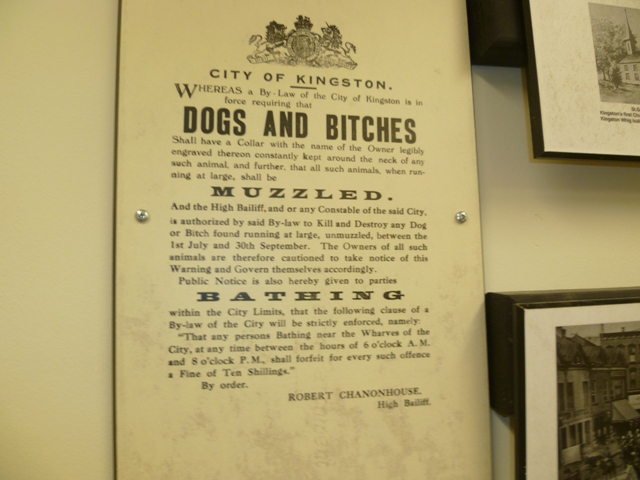 CITY OF KINGSTON.
WHEREAS a By-Law of the City of Kingston is in
force requiring that
DOGS AND BITCHES
Shall have a Collar with the name of the Owner legibly
engraved thereon constantly kept around the neck of any
such animal, and further, that all such animals, when run-
ning at large, shall be
MUZZLED.
And the High Bailiff, and or any Constable of the said City,
is authorized by said By-law to Kill and Destroy any Dog
or Bitch found running at large, unmuzzled, between the
1st July and 30th September. The Owners of all such
animals are therefore cautioned to take notice of this
Warning and Govern themselves accordingly.
Public Notice is also hereby given to parties
BATHING
within the City Limits, that the following clause of a
By-law of the City will be strictly enforced, namely:
"That any persons Bathing near the Wharves of the
City, at any time between the hours of 6 o'clock A.M.
and 8 o'clock P.M., shall forfeit for every such offence
a Fine of Ten Shillings."
By order.
ROBERT CHANONHOUSE.
High Bailiff.
Kingston's first
Kingston Whig